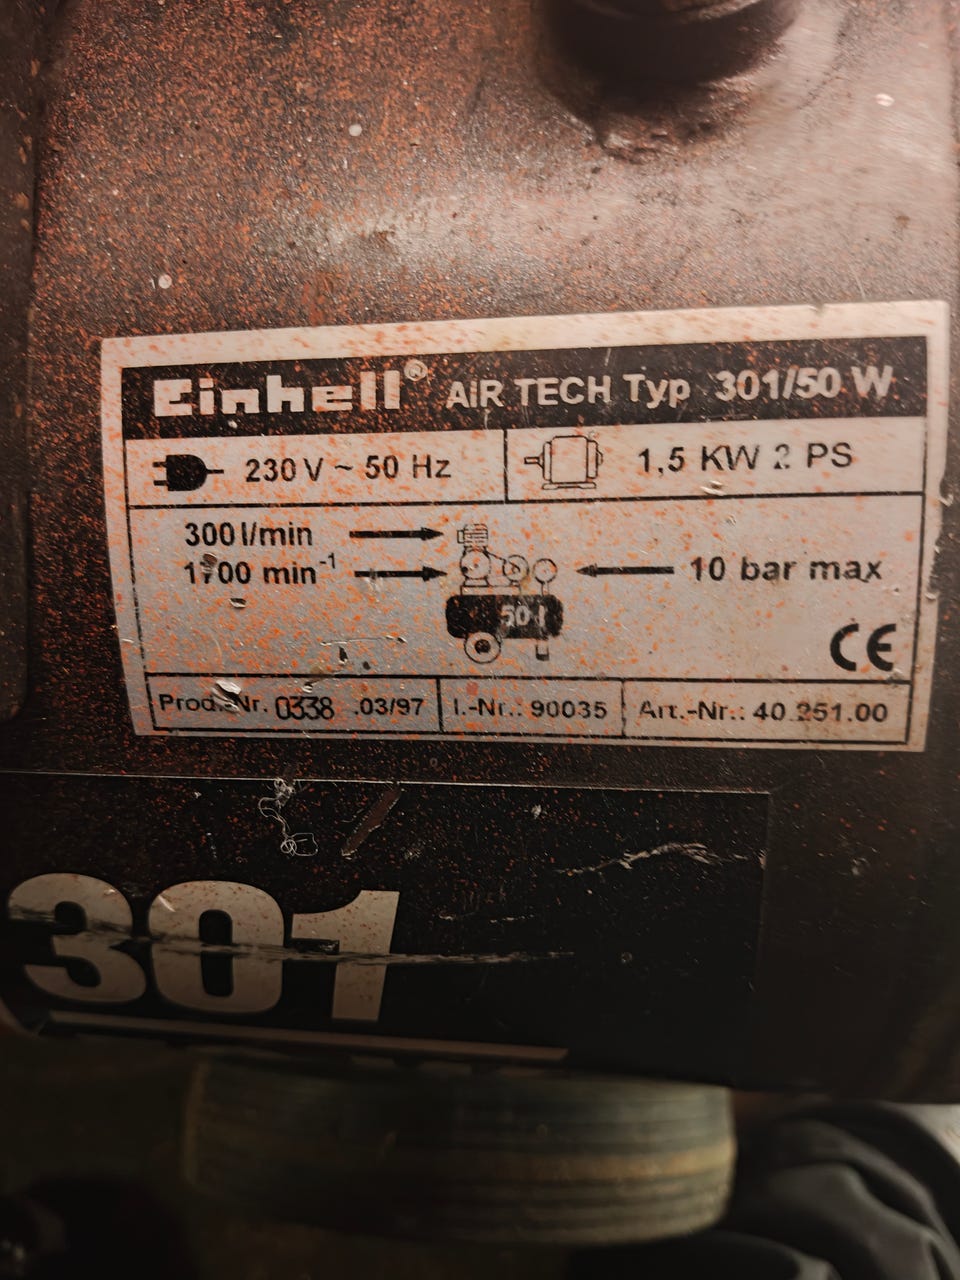 Einhell® AiR TECH Typ 301/50 W
230 V ~ 50 Hz
1,5 KW 2 PS
300 l/min
1700 min-1
10 bar max
50 l
CE
Prod.-Nr. 0338 .03/97
I.-Nr.: 90035
Art.-Nr.: 40.251.00
301